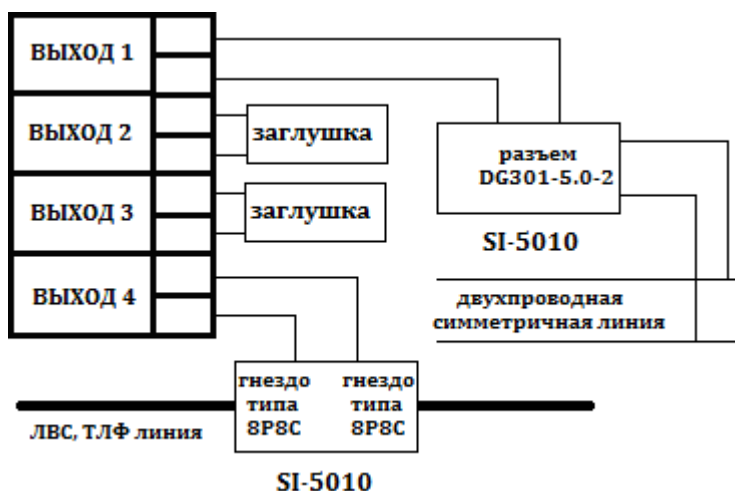 ВЫХОД 1
ВЫХОД 2
заглушка
разъем
DG301-5.0-2
ВЫХОД 3
заглушка
SI-5010
ВЫХОД 4
двухпроводная
симметричная линия
гнездо
типа
8P8C
гнездо
типа
8P8C
ЛВС, ТЛФ линия
SI-5010